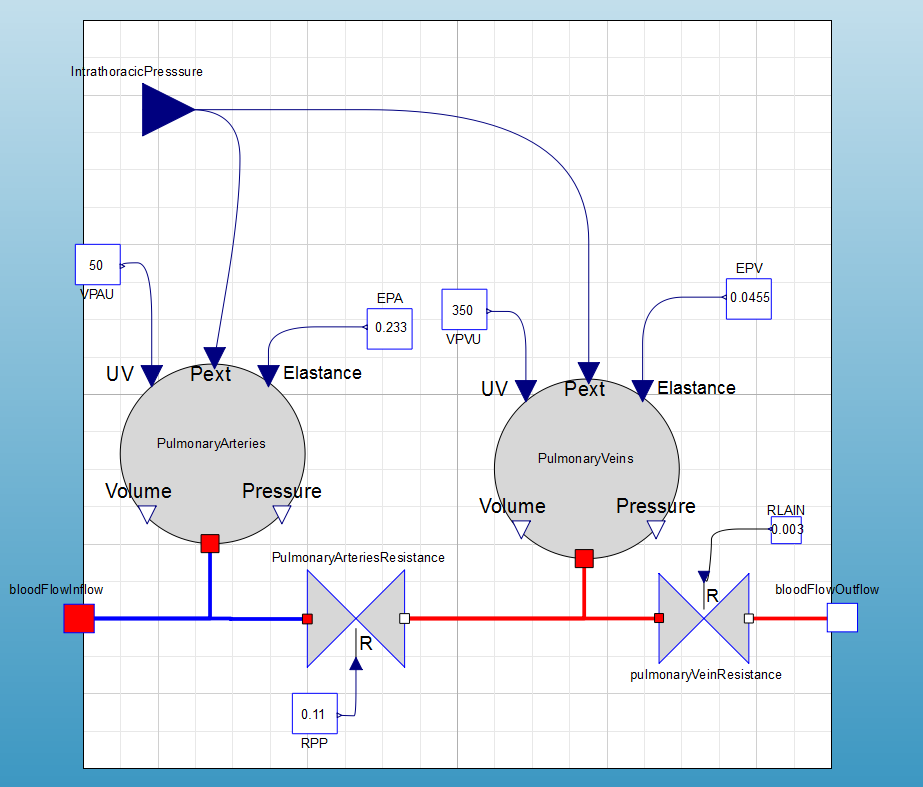 IntrathoracicPresssure
50
VPAU
EPA
0.233
350
VPVU
EPV
0.0455
UV
Pext
Elastance
PulmonaryArteries
Volume
Pressure
UV
Pext
Elastance
PulmonaryVeins
Volume
Pressure
RLAIN
0.003
bloodFlowInflow
PulmonaryArteriesResistance
R
0.11
RPP
R
bloodFlowOutflow
pulmonaryVeinResistance